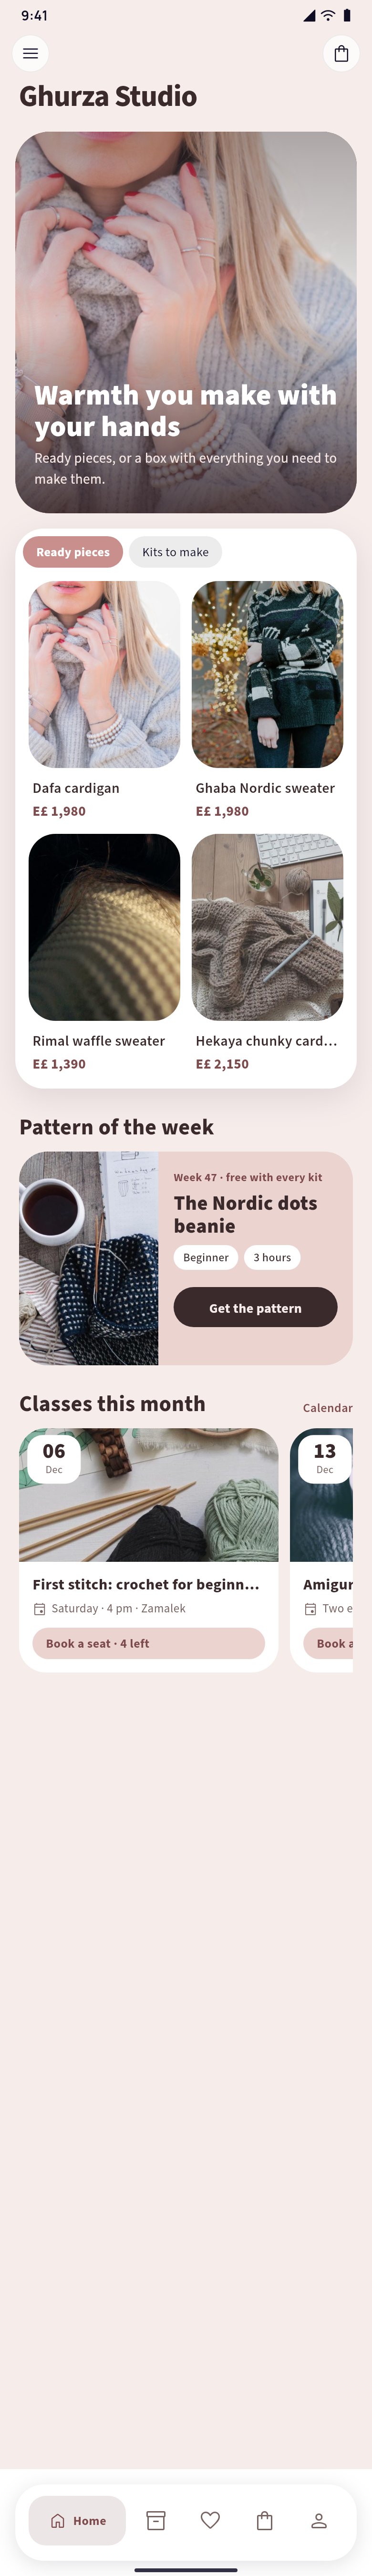 9:41
Ghurza Studio
Warmth you make with
your hands
Ready pieces, or a box with everything you need to
make them.
Ready pieces
Kits to make
Dafa cardigan
Ghaba Nordic sweater
E£ 1,980
E£ 1,980
Rimal waffle sweater
Hekaya chunky card...
E£ 1,390
E£ 2,150
Pattern of the week
Week 47 · free with every kit
The Nordic dots
beanie
Beginner
3 hours
Get the pattern
Classes this month
Calendar
06
Dec
13
Dec
First stitch: crochet for beginn...
Amigur
Saturday · 4 pm · Zamalek
Two e
Book a seat · 4 left
Book a
Home